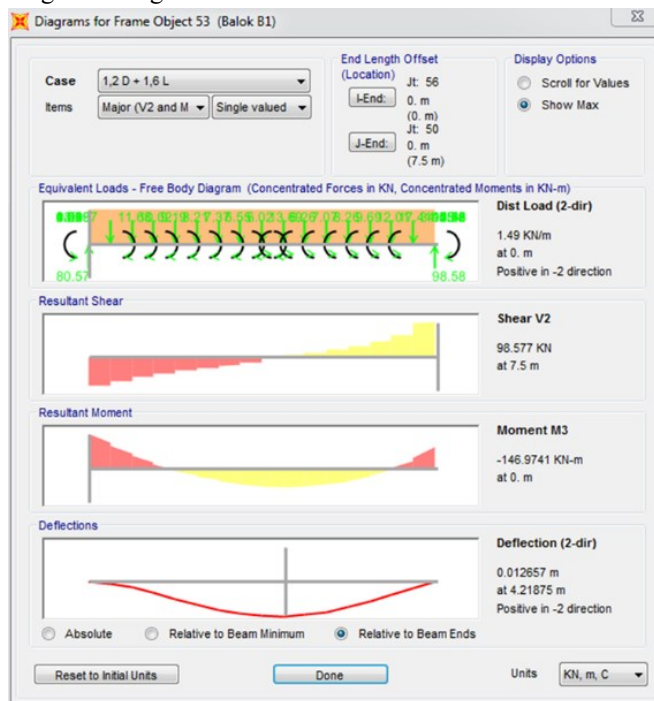 Diagrams for Frame Object 53 (Balok B1)
Case
1,2 D + 1,6 L
Items
Major (V2 and M
Single valued
End Length Offset
(Location)
I-End:
Jt: 56
0. m
(0. m)
J-End:
Jt: 50
0. m
(7.5 m)
Display Options
Scroll for Values
Show Max
Equivalent Loads - Free Body Diagram (Concentrated Forces in KN, Concentrated Moments in KN-m)
80.57
98.58
Dist Load (2-dir)
1.49 KN/m
at 0. m
Positive in -2 direction
Resultant Shear
Shear V2
98.577 KN
at 7.5 m
Resultant Moment
Moment M3
-146.9741 KN-m
at 0. m
Deflections
Deflection (2-dir)
0.012657 m
at 4.21875 m
Positive in -2 direction
Absolute
Relative to Beam Minimum
Relative to Beam Ends
Reset to Initial Units
Done
Units
KN, m, C